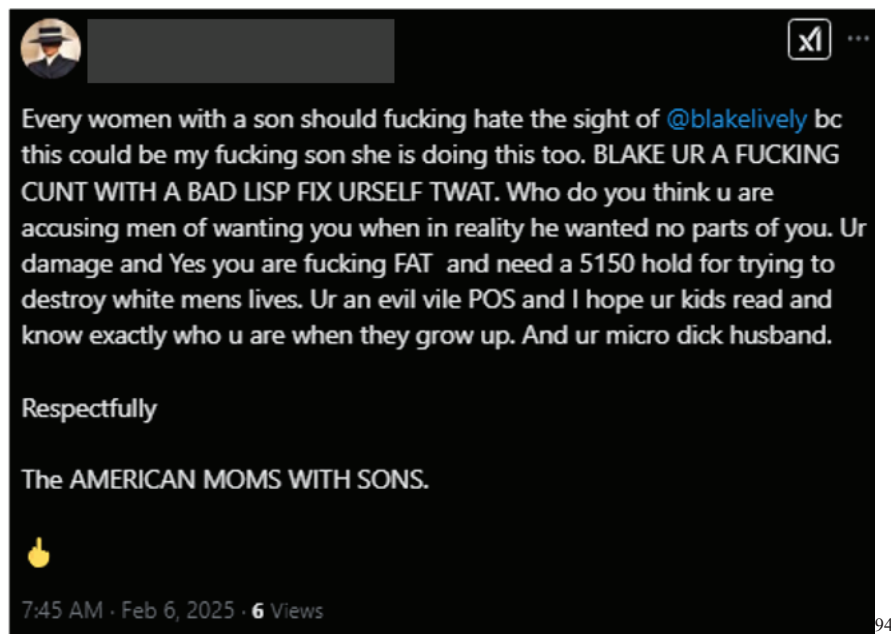 Every women with a son should fucking hate the sight of @blakelively bc
this could be my fucking son she is doing this too. BLAKE UR A FUCKING
CUNT WITH A BAD LISP FIX URSELF TWAT. Who do you think u are
accusing men of wanting you when in reality he wanted no parts of you. Ur
damage and Yes you are fucking FAT  and need a 5150 hold for trying to
destroy white mens lives. Ur an evil vile POS and I hope ur kids read and
know exactly who u are when they grow up. And ur micro dick husband.
Respectfully
The AMERICAN MOMS WITH SONS.
🖕
7:45 AM · Feb 6, 2025 · 6 Views
94